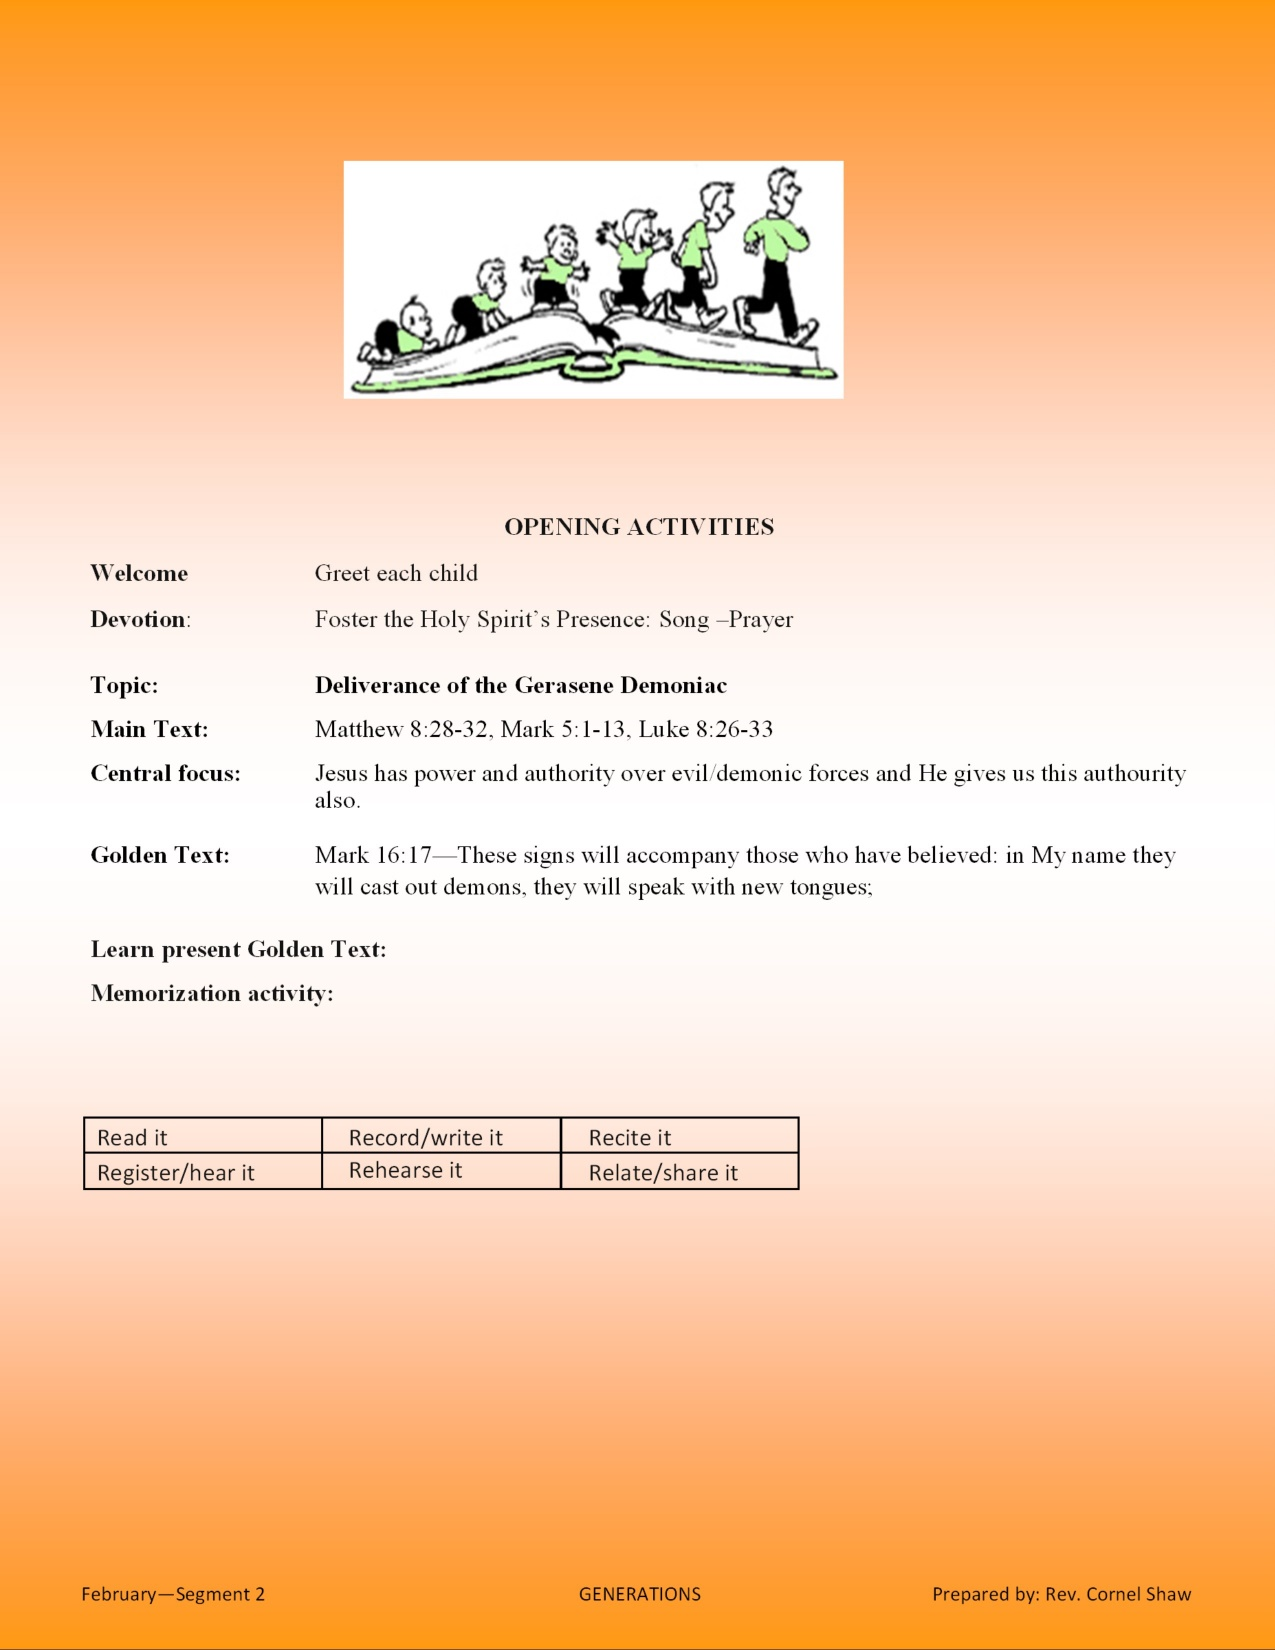 OPENING ACTIVITIES
Welcome Greet each child
Devotion: Foster the Holy Spirit’s Presence: Song –Prayer
Topic: Deliverance of the Gerasene Demoniac
Main Text: Matthew 8:28-32, Mark 5:1-13, Luke 8:26-33
Central focus: Jesus has power and authority over evil/demonic forces and He gives us this authourity
also.
Golden Text: Mark 16:17—These signs will accompany those who have believed: in My name they
will cast out demons, they will speak with new tongues;
Learn present Golden Text:
Memorization activity:
Read it Record/write it Recite it
Register/hear it Rehearse it Relate/share it
February—Segment 2 GENERATIONS Prepared by: Rev. Cornel Shaw